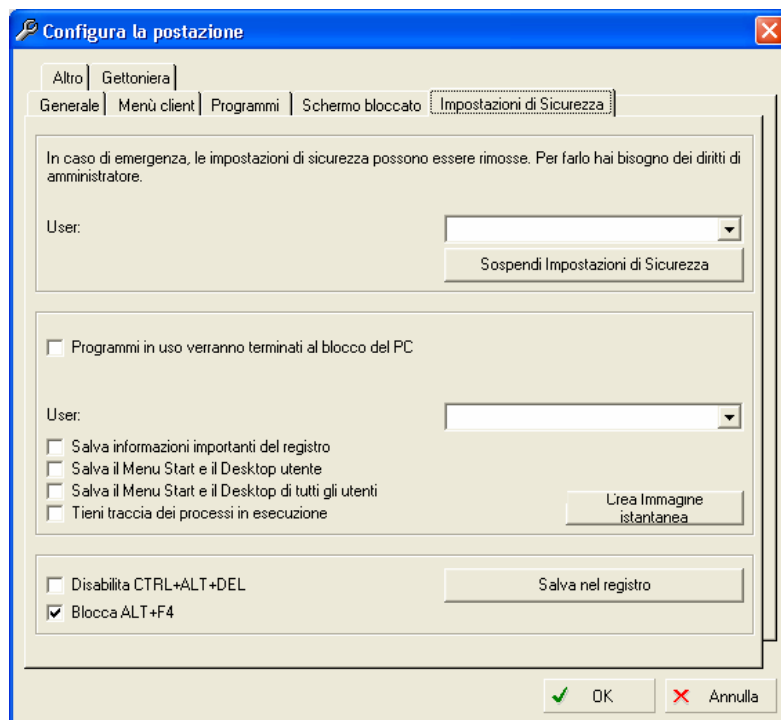 Configura la postazione
Altro Gettoniera
Generale Menù client Programmi Schermo bloccato Impostazioni di Sicurezza
In caso di emergenza, le impostazioni di sicurezza possono essere rimosse. Per farlo hai bisogno dei diritti di
amministratore.
User:
Sospendi Impostazioni di Sicurezza
Programmi in uso verranno terminati al blocco del PC
User:
Salva informazioni importanti del registro
Salva il Menu Start e il Desktop utente
Salva il Menu Start e il Desktop di tutti gli utenti
Tieni traccia dei processi in esecuzione
Crea Immagine
istantanea
Disabilita CTRL+ALT+DEL
Salva nel registro
Blocca ALT+F4
OK Annulla